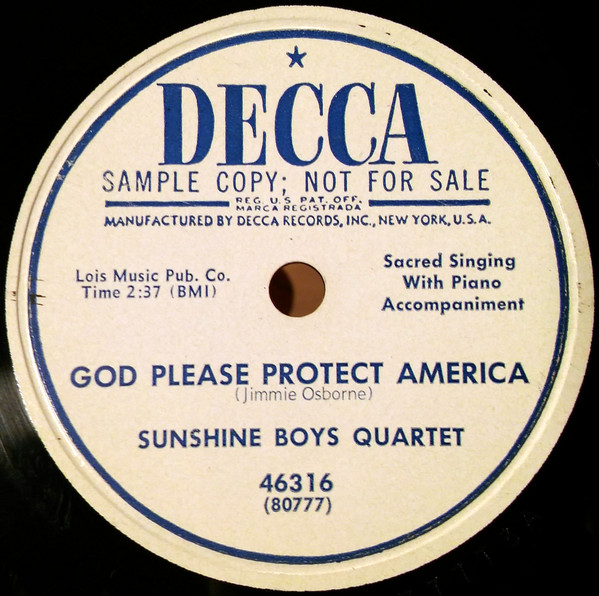 DECCA
SAMPLE COPY; NOT FOR SALE
REG. U.S. PAT. OFF.
MARCA REGISTRADA
MANUFACTURED BY DECCA RECORDS, INC., NEW YORK, U.S.A.
Lois Music Pub. Co.
Time 2:37 (BMI)
Sacred Singing
With Piano
Accompaniment
GOD PLEASE PROTECT AMERICA
(Jimmie Osborne)
SUNSHINE BOYS QUARTET
46316
(80777)